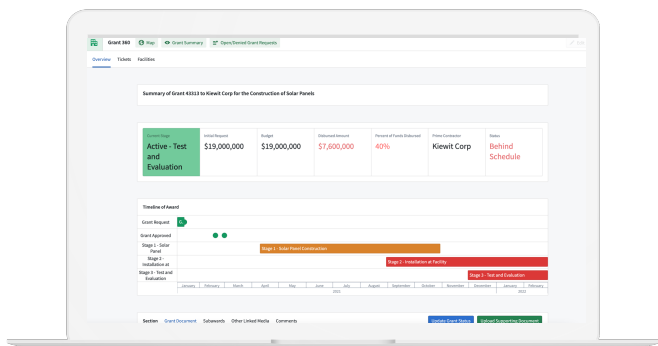 Grant 360 Map Grant Summary Open/Denied Grant Requests
Overview Tickets Facilities
Summary of Grant 43313 to Kiewit Corp for the Construction of Solar Panels
Current Stage Initial Request Budget Disbursed Amount Percent of Funds Disbursed Prime Contractor Status
Active - Test $19,000,000 $19,000,000 $7,600,000 40% Kiewit Corp Behind
and Schedule
Evaluation
Timeline of Award
Grant Request
Grant Approved
Stage 1 - Solar
Panel
Stage 1 - Solar Panel Construction
Stage 2 -
Installation at
Stage 2 - Installation at Facility
Stage 3 - Test and
Evaluation
Stage 3 - Test and Evaluation
January February March April May June July August September October November December January February
2021 2022
Section Grant Document Subawards Other Linked Media Comments Update Grant Status Upload Supporting Document